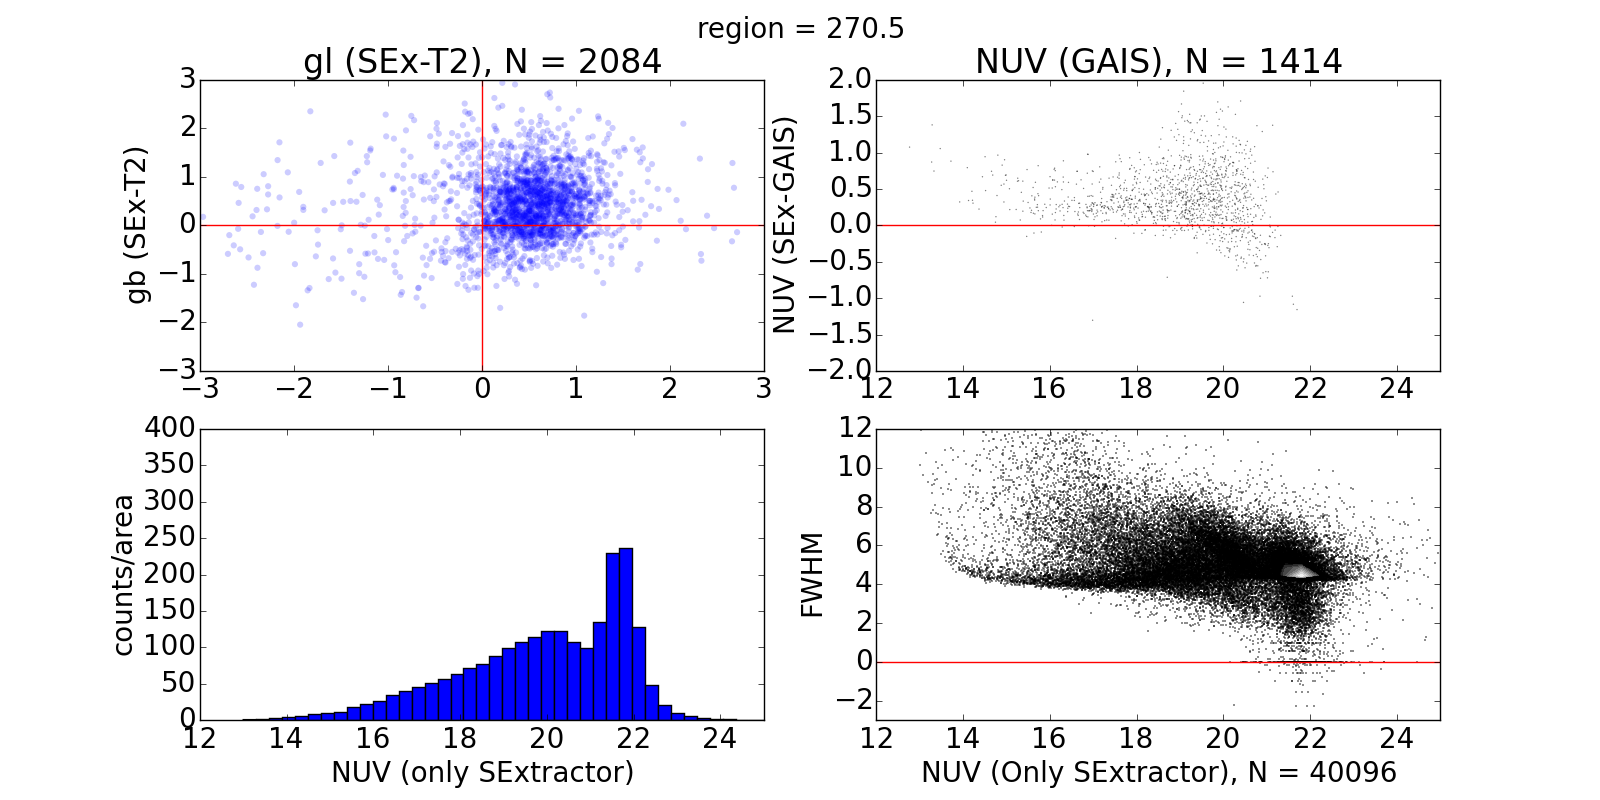 region = 270.5
gl (SEx-T2), N = 2084
NUV (GAIS), N = 1414
3
2
1
0
−1
−2
−3
gb (SEx-T2)
−3 −2 −1 0 1 2 3
2.0
1.5
1.0
0.5
0.0
−0.5
−1.0
−1.5
−2.0
NUV (SEx-GAIS)
12 14 16 18 20 22 24
400
350
300
250
200
150
100
50
0
counts/area
12 14 16 18 20 22 24
NUV (only SExtractor)
12
10
8
6
4
2
0
−2
FWHM
12 14 16 18 20 22 24
NUV (Only SExtractor), N = 40096